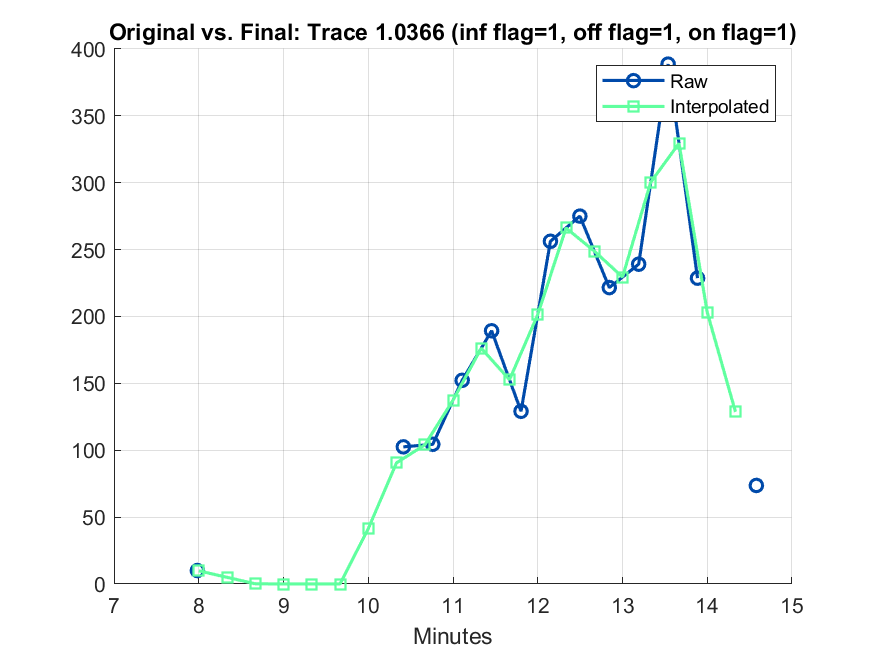 Original vs. Final: Trace 1.0366 (inf flag=1, off flag=1, on flag=1)
400
350
300
250
200
150
100
50
0
Raw
Interpolated
7 8 9 10 11 12 13 14 15
Minutes